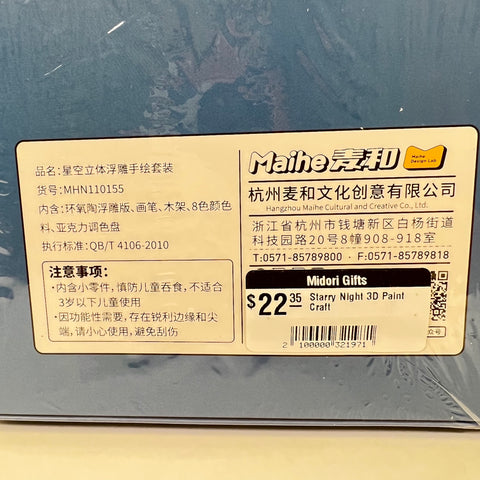 品名:星空立体浮雕手绘套装
货号:MHN110155
内含:环氧陶浮雕版、画笔、木架、8色颜色
料、亚克力调色盘
执行标准:QB/T 4106-2010
注意事项:
·内含小零件,慎防儿童吞食,不适合
3岁以下儿童使用
·因功能性需要,存在锐利边缘和尖
端,请小心使用,避免刮伤
Maihe麦和
Maihe
Design Lab
杭州麦和文化创意有限公司
Hangzhou Maihe Cultural and Creative Co., Ltd
浙江省杭州市钱塘新区白杨街道
科技园路20号8幢908-918室
T:0571-85789800 F:0571-85789818
Midori Gifts
$22.35 Starry Night 3D Paint
Craft
2 100000 321971
众号